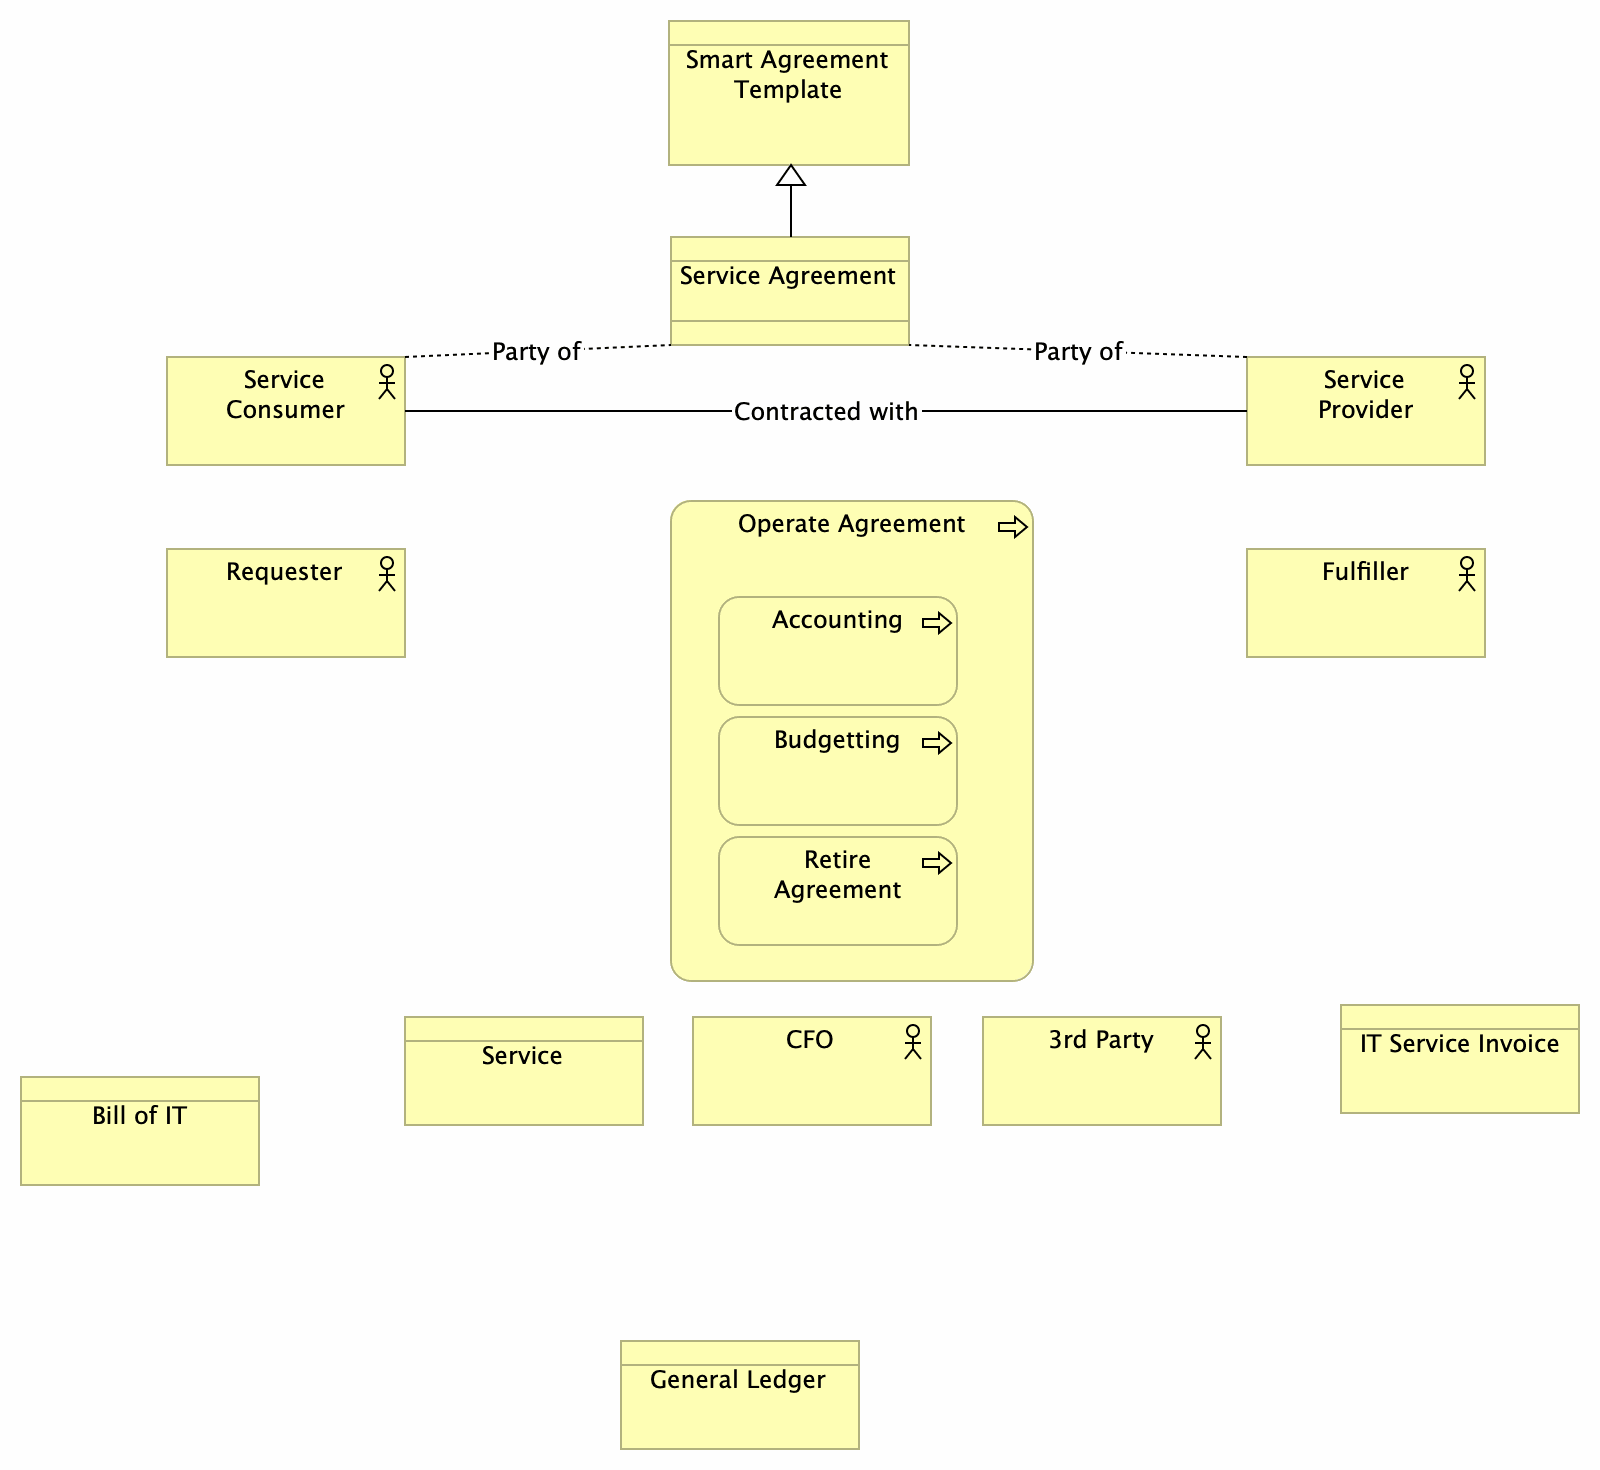 Smart Agreement
Template
Service Agreement
Party of
Party of
Service
Consumer
Contracted with
Service
Provider
Operate Agreement
Requester
Fulfiller
Accounting
Budgetting
Retire
Agreement
Service
CFO
3rd Party
IT Service Invoice
Bill of IT
General Ledger